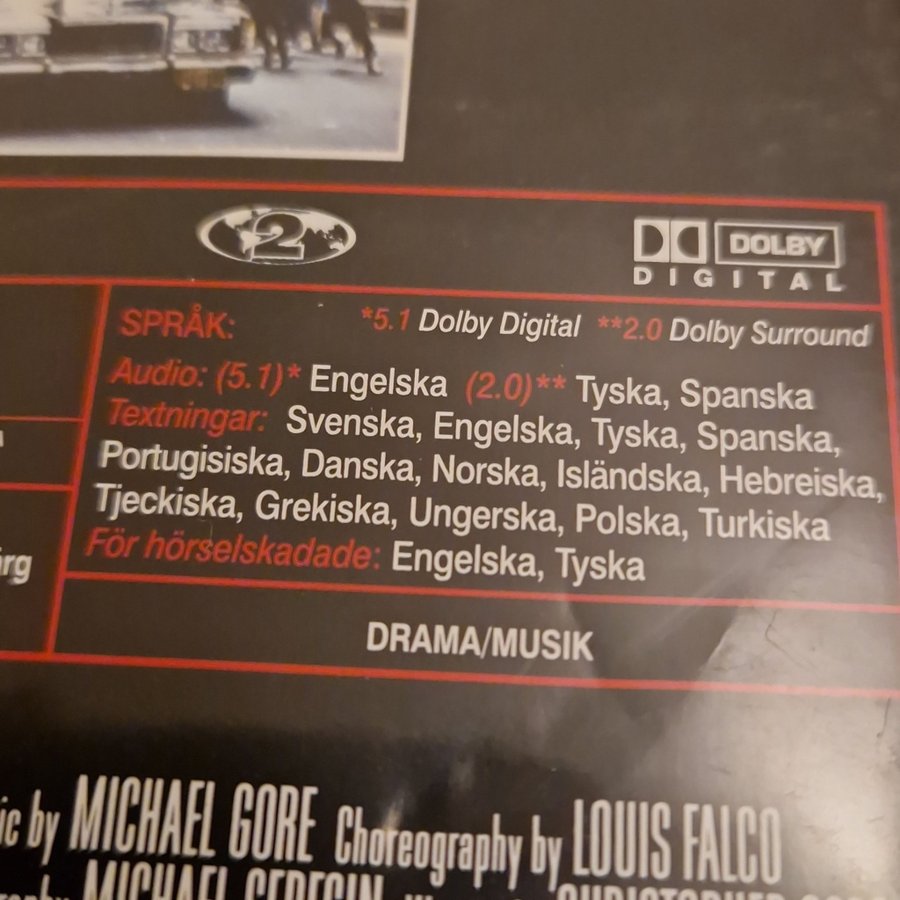 2
DOLBY
DIGITAL
SPRÅK: *5.1 Dolby Digital **2.0 Dolby Surround
Audio: (5.1)* Engelska (2.0)** Tyska, Spanska
Textningar: Svenska, Engelska, Tyska, Spanska,
Portugisiska, Danska, Norska, Isländska, Hebreiska,
Tjeckiska, Grekiska, Ungerska, Polska, Turkiska
För hörselskadade: Engelska, Tyska
DRAMA/MUSIK
by MICHAEL GORE Choreography by LOUIS FALCO
MICHAEL